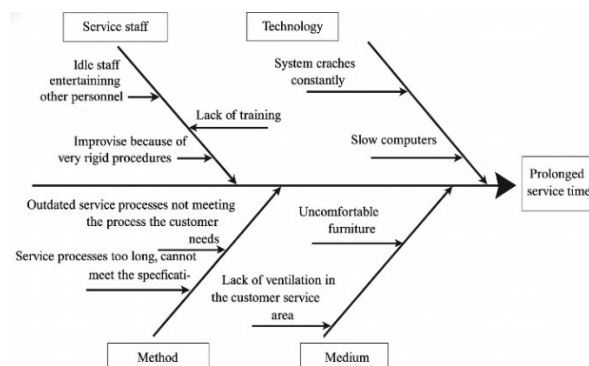 Service staff
Technology
Idle staff
entertaininng
other personnel
System craches
constantly
Lack of training
Improvise because of
very rigid procedures
Slow computers
Prolonged
service time
Outdated service processes not meeting
the process the customer
needs
Uncomfortable
furniture
Service processes too long, cannot
meet the specficati-
Lack of ventilation in
the customer service
area
Method
Medium